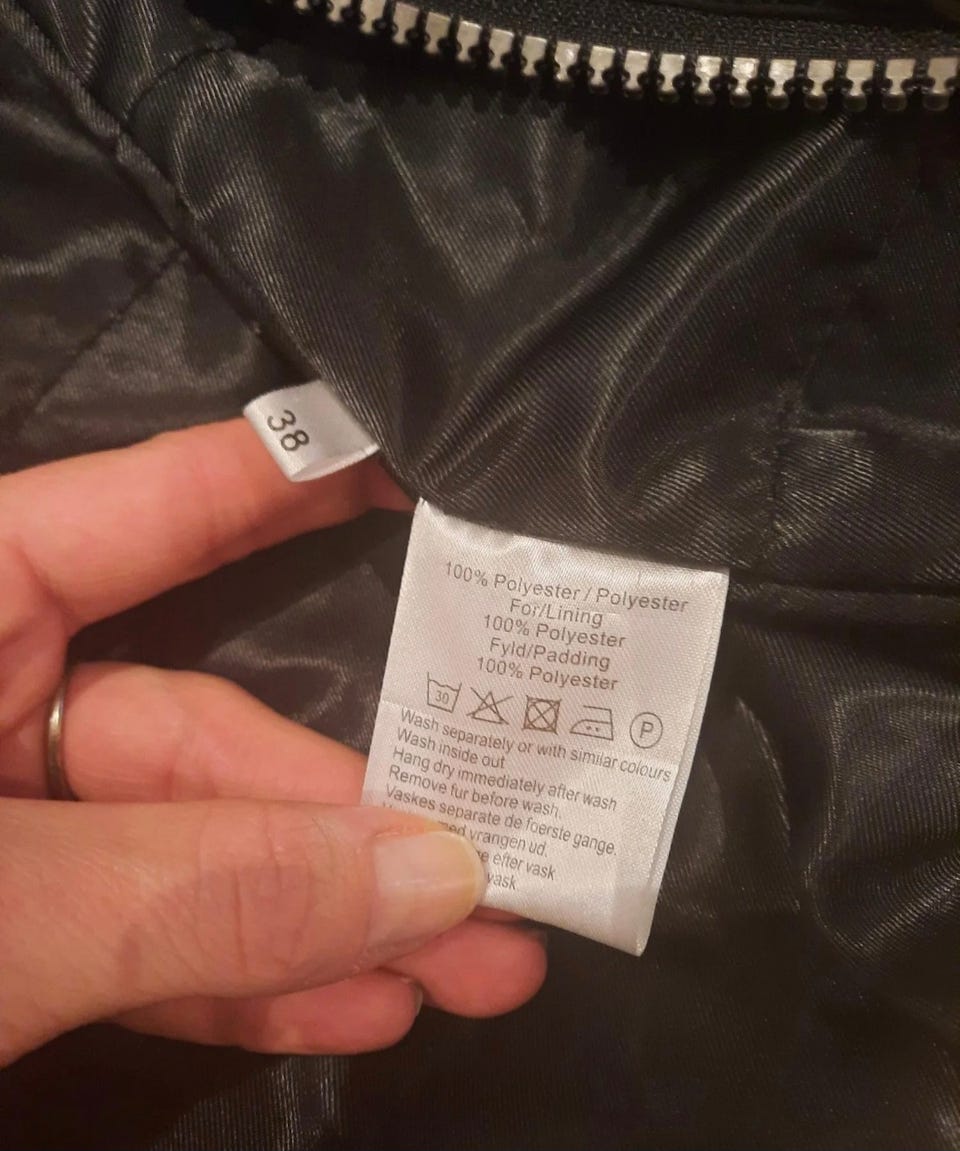 38
100% Polyester / Polyester
For/Lining
100% Polyester
Fyld/Padding
100% Polyester
30 P
Wash separately or with similar colours
Wash inside out
Hang dry immediately after wash
Remove fur before wash.
Vaskes separate de foerste gange.
vrangen ud.
efter vask
vask